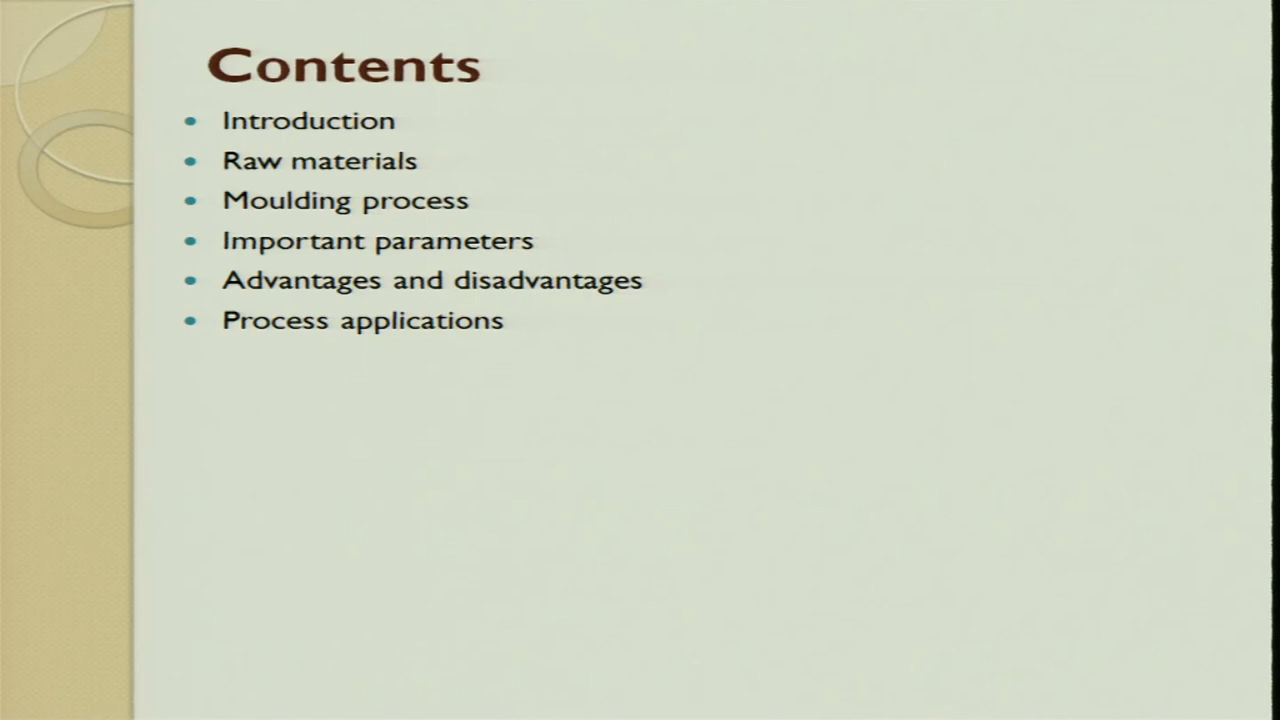 Contents
• Introduction
• Raw materials
• Moulding process
• Important parameters
• Advantages and disadvantages
• Process applications